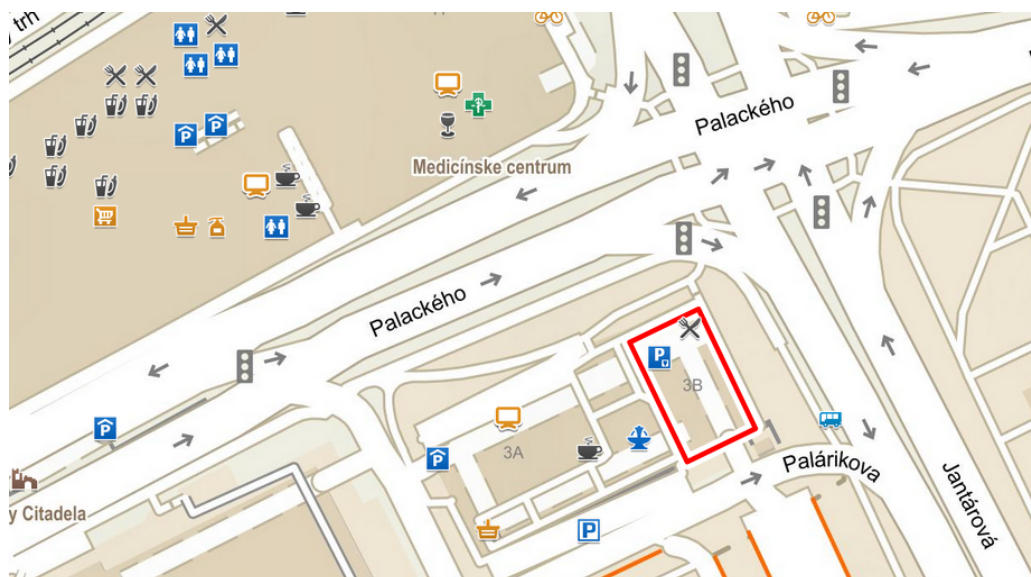 trh
Palackého
Medicínske centrum
Palackého
3B
3A
Palárikova
y Citadela
Jantárová